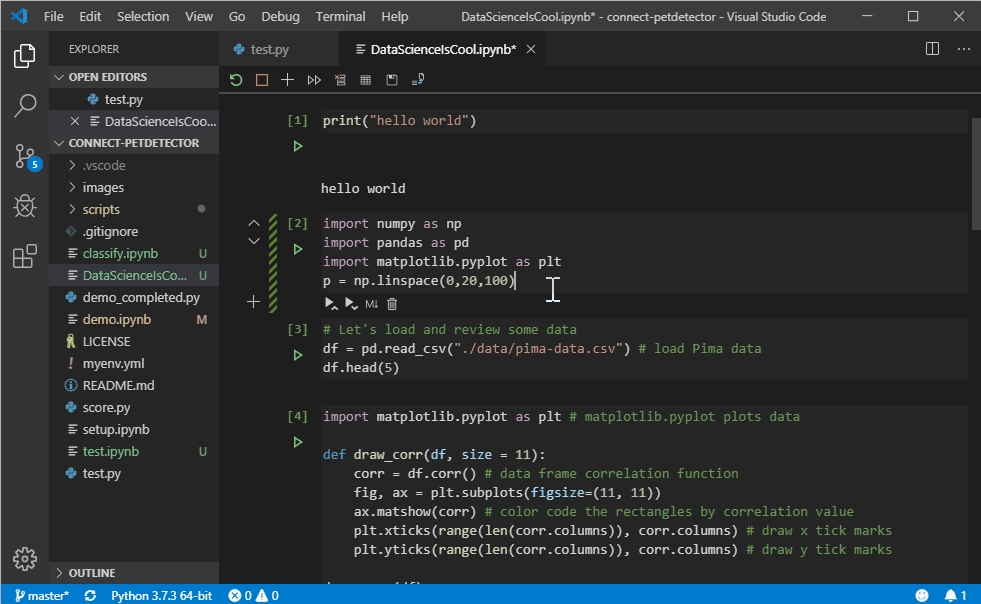 File Edit Selection View Go Debug Terminal Help DataScienceIsCool.ipynb* - connect-petdetector - Visual Studio Code
EXPLORER
OPEN EDITORS
test.py
DataScienceIsCoo...
CONNECT-PETDETECTOR
.vscode
images
scripts
.gitignore
classify.ipynb U
DataScienceIsCo... U
demo_completed.py
demo.ipynb M
LICENSE
myenv.yml
README.md
score.py
setup.ipynb
test.ipynb U
test.py
OUTLINE
5
test.py DataScienceIsCool.ipynb*
[1] print("hello world")
hello world
[2] import numpy as np
import pandas as pd
import matplotlib.pyplot as plt
p = np.linspace(0,20,100)
M↓
[3] # Let's load and review some data
df = pd.read_csv("./data/pima-data.csv") # load Pima data
df.head(5)
[4] import matplotlib.pyplot as plt # matplotlib.pyplot plots data
def draw_corr(df, size = 11):
corr = df.corr() # data frame correlation function
fig, ax = plt.subplots(figsize=(11, 11))
ax.matshow(corr) # color code the rectangles by correlation value
plt.xticks(range(len(corr.columns)), corr.columns) # draw x tick marks
plt.yticks(range(len(corr.columns)), corr.columns) # draw y tick marks
master* Python 3.7.3 64-bit 0 0 1